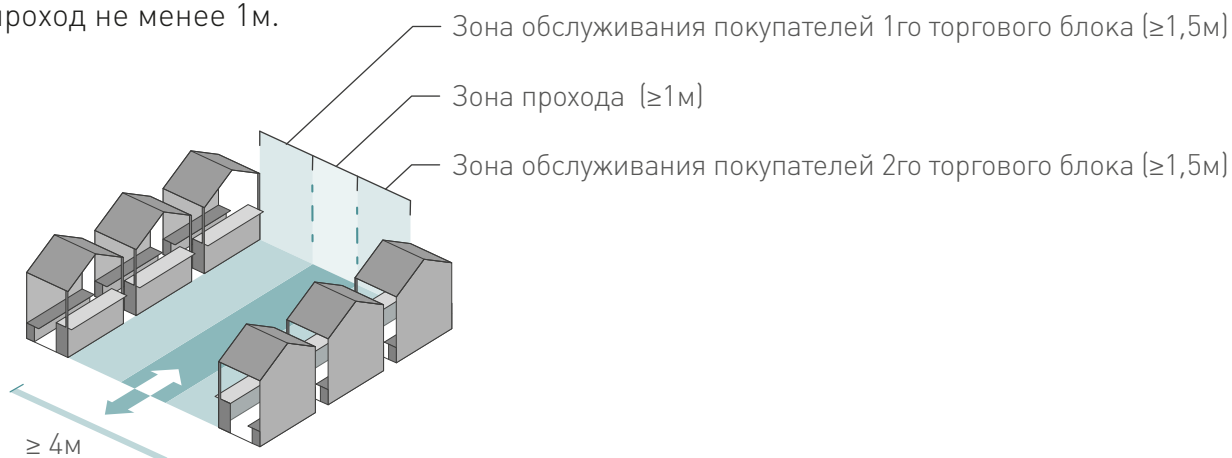 проход не менее 1м.
Зона обслуживания покупателей 1го торгового блока (≥1,5м)
Зона прохода (≥1м)
Зона обслуживания покупателей 2го торгового блока (≥1,5м)
≥ 4м